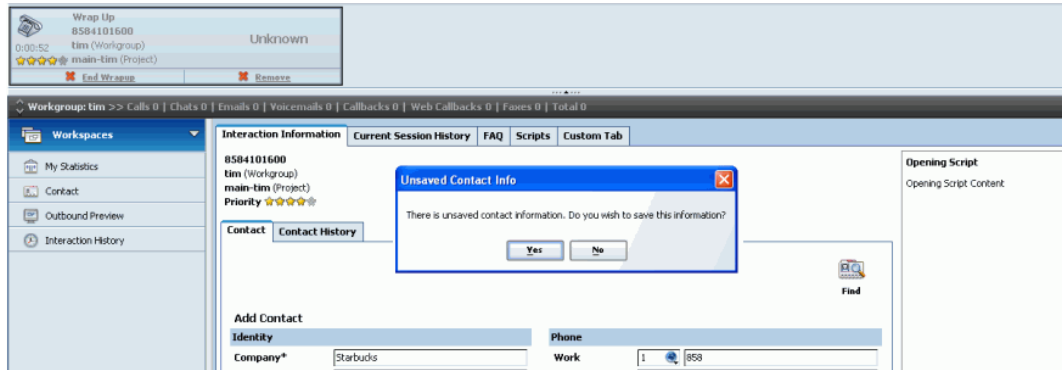 Wrap Up
8584101600
0:00:52 tim (Workgroup)
main-tim (Project)
Unknown
End Wrapup
Remove
Workgroup: tim >> Calls 0 | Chats 0 | Emails 0 | Voicemails 0 | Callbacks 0 | Web Callbacks 0 | Faxes 0 | Total 0
Workspaces
My Statistics
Contact
Outbound Preview
Interaction History
Interaction Information Current Session History FAQ Scripts Custom Tab
8584101600
tim (Workgroup)
main-tim (Project)
Priority
Contact Contact History
Unsaved Contact Info
There is unsaved contact information. Do you wish to save this information?
Yes No
Find
Add Contact
Identity
Company* Starbucks
Phone
Work 1 858
Opening Script
Opening Script Content